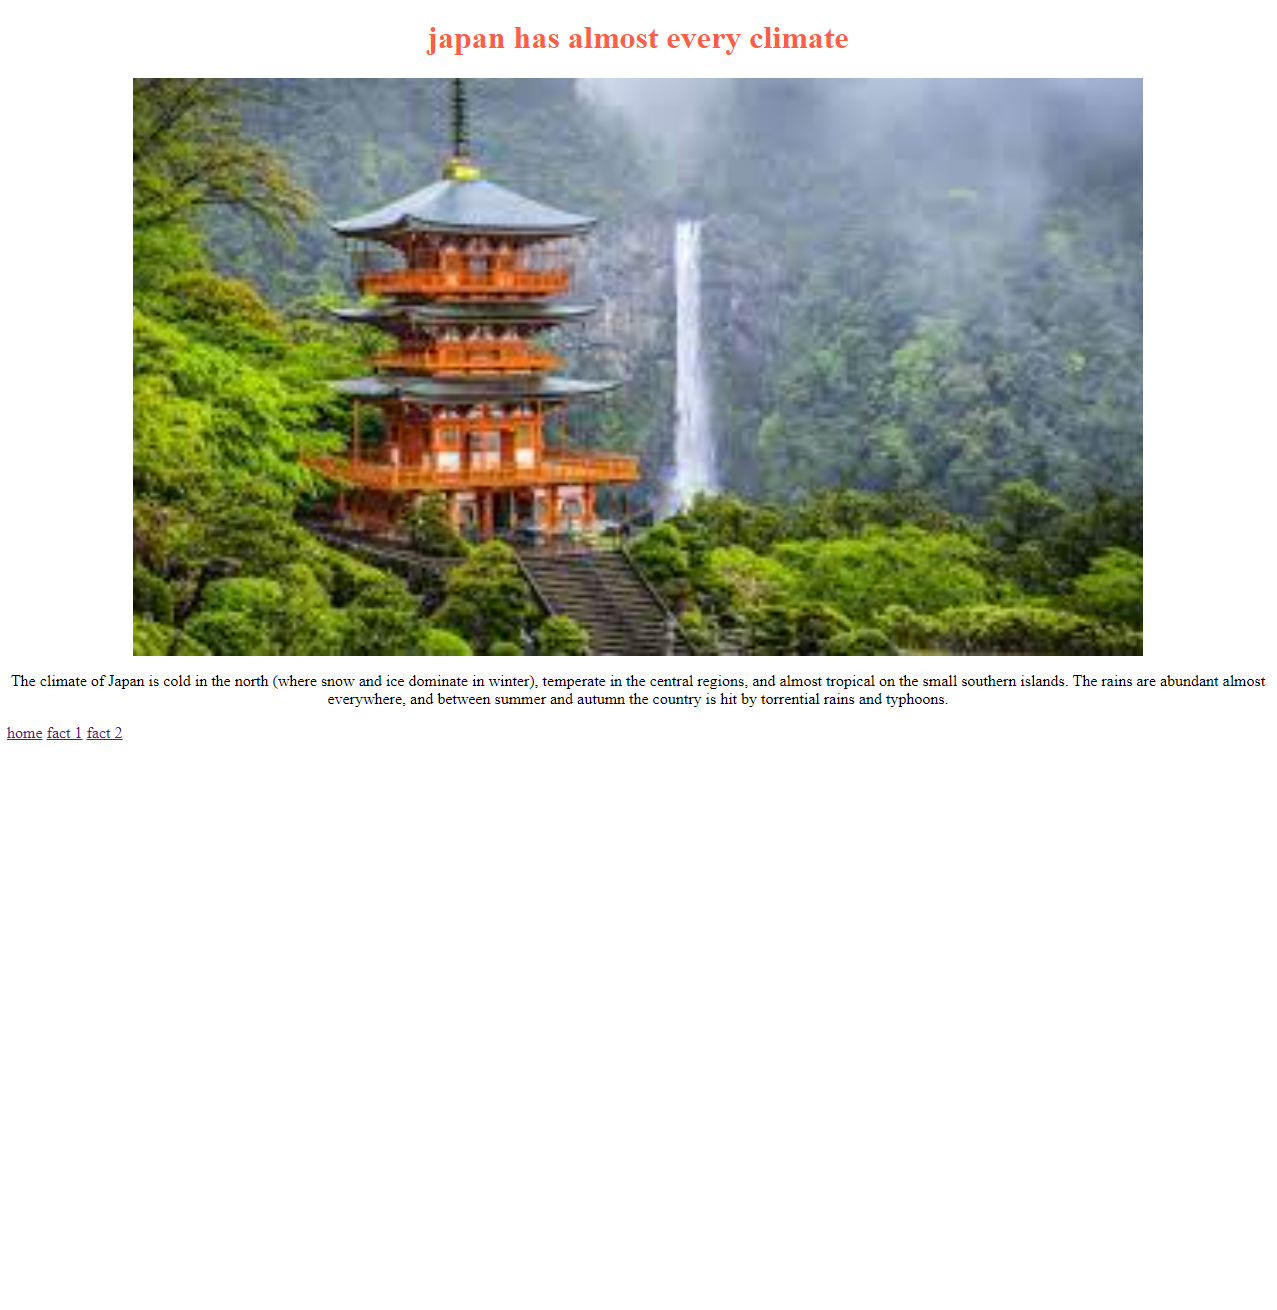 japan has almost every climate
The climate of Japan is cold in the north (where snow and ice dominate in winter), temperate in the central regions, and almost tropical on the small southern islands. The rains are abundant almost
everywhere, and between summer and autumn the country is hit by torrential rains and typhoons.
home fact 1 fact 2